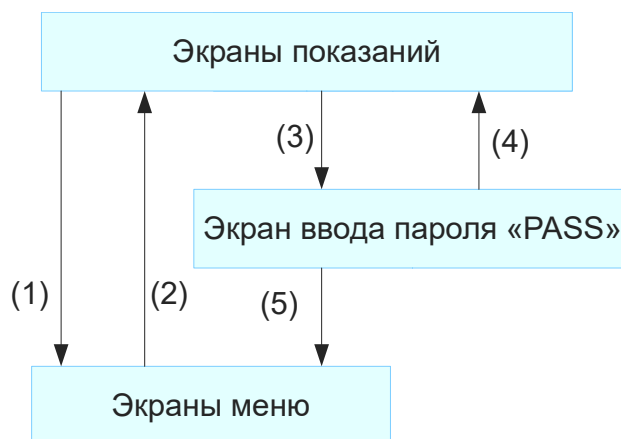 Экраны показаний
(3)
(4)
Экран ввода пароля «PASS»
(1)
(2)
(5)
Экраны меню